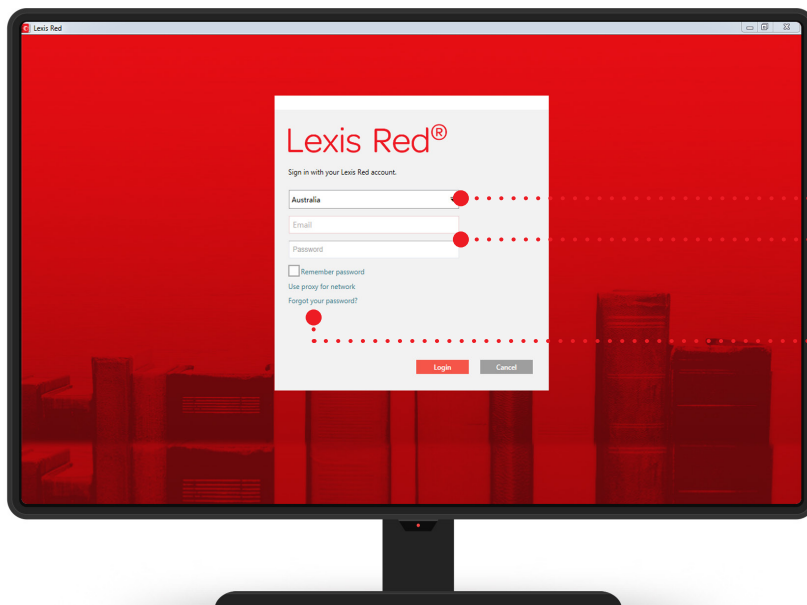 Lexis Red
Lexis Red®
Sign in with your Lexis Red account.
Australia
Email
Password
Remember password
Use proxy for network
Forgot your password?
Login Cancel